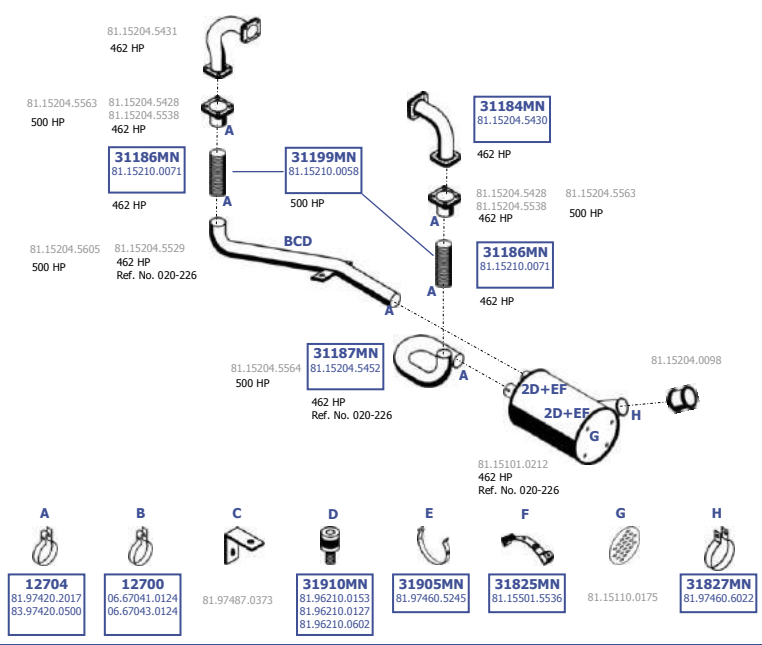 81.15204.5431
462 HP
81.15204.5563
500 HP
81.15204.5428
81.15204.5538
462 HP
A
31186MN
81.15210.0071
462 HP
A
31199MN
81.15210.0058
500 HP
31184MN
81.15204.5430
462 HP
81.15204.5428
81.15204.5538
462 HP
81.15204.5563
500 HP
A
31186MN
81.15210.0071
462 HP
A
BCD
81.15204.5605
500 HP
81.15204.5529
462 HP
Ref. No. 020-226
A
81.15204.5564
500 HP
31187MN
81.15204.5452
462 HP
Ref. No. 020-226
A
2D+EF
2D+EF
G
H
81.15204.0098
81.15101.0212
462 HP
Ref. No. 020-226
A
12704
81.97420.2017
83.97420.0500
B
12700
06.67041.0124
06.67043.0124
C
81.97487.0373
D
31910MN
81.96210.0153
81.96210.0127
81.96210.0602
E
31905MN
81.97460.5245
F
31825MN
81.15501.5536
G
81.15110.0175
H
31827MN
81.97460.6022